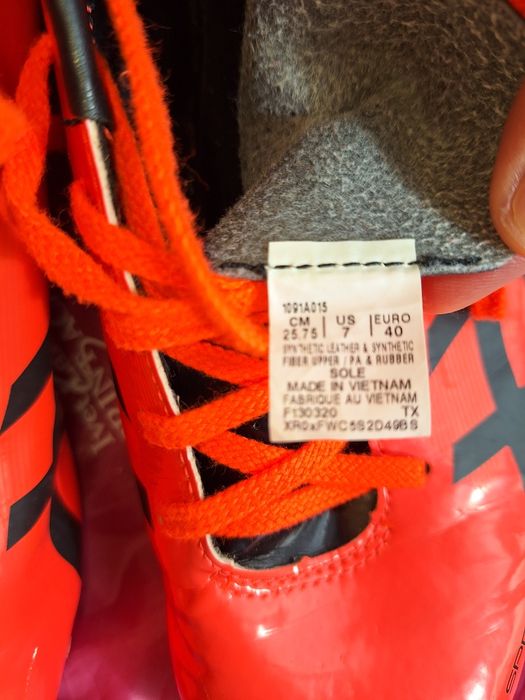 1091A015
CM | US | EURO
25.75 | 7 | 40
SYNTHETIC LEATHER & SYNTHETIC
FIBER UPPER / PA & RUBBER
SOLE
MADE IN VIETNAM
FABRIQUE AU VIETNAM
F130320 TX
XR0aFWC5S2D49BS